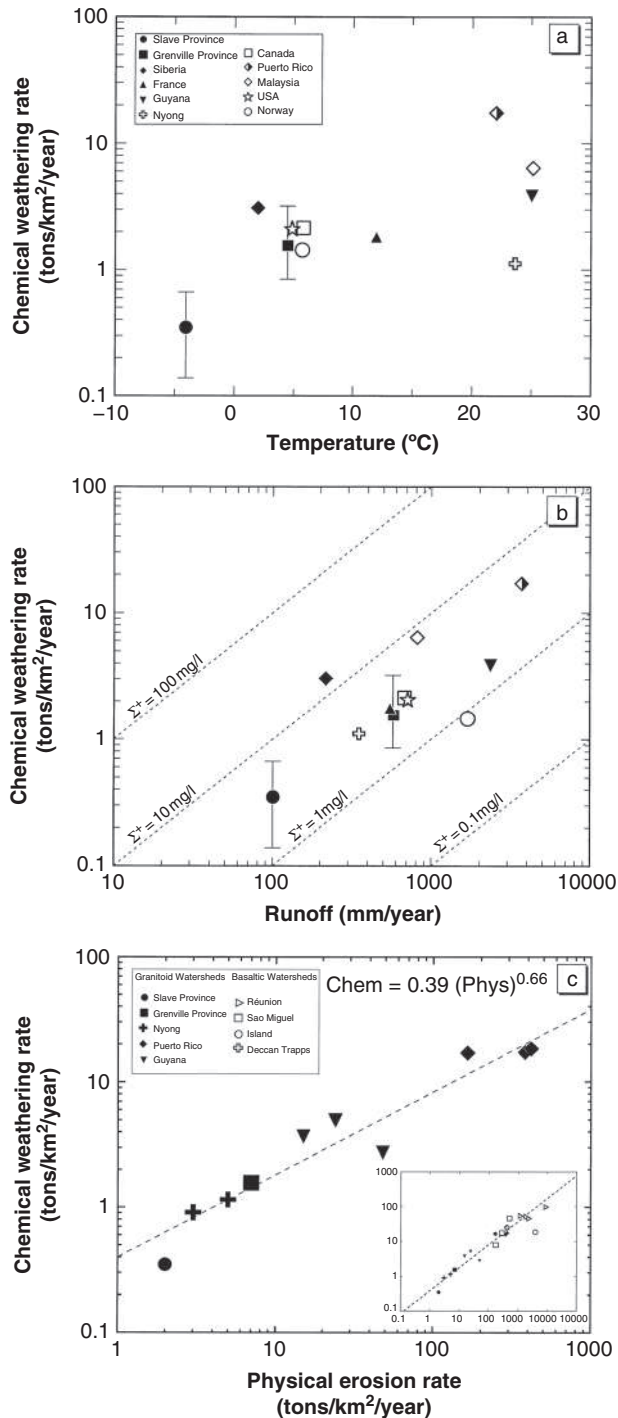 a
Slave Province
Grenville Province
Siberia
France
Guyana
Nyong
Canada
Puerto Rico
Malaysia
USA
Norway
Chemical weathering rate
(tons/km²/year)
100
10
1
0.1
−10
0
10
20
30
Temperature (ºC)
b
Chemical weathering rate
(tons/km²/year)
100
10
1
0.1
Σ⁺ = 100 mg/l
Σ⁺ = 10 mg/l
Σ⁺ = 1mg/l
Σ⁺ = 0.1mg/l
10
100
1000
10000
Runoff (mm/year)
c
Granitoid Watersheds
Slave Province
Grenville Province
Nyong
Puerto Rico
Guyana
Basaltic Watersheds
Réunion
Sao Miguel
Island
Deccan Trapps
Chem = 0.39 (Phys)⁰·⁶⁶
Chemical weathering rate
(tons/km²/year)
100
10
1
0.1
1000
100
10
1
0.1
0.1
1
10
100
1000
10000
10000
1
10
100
1000
Physical erosion rate
(tons/km²/year)